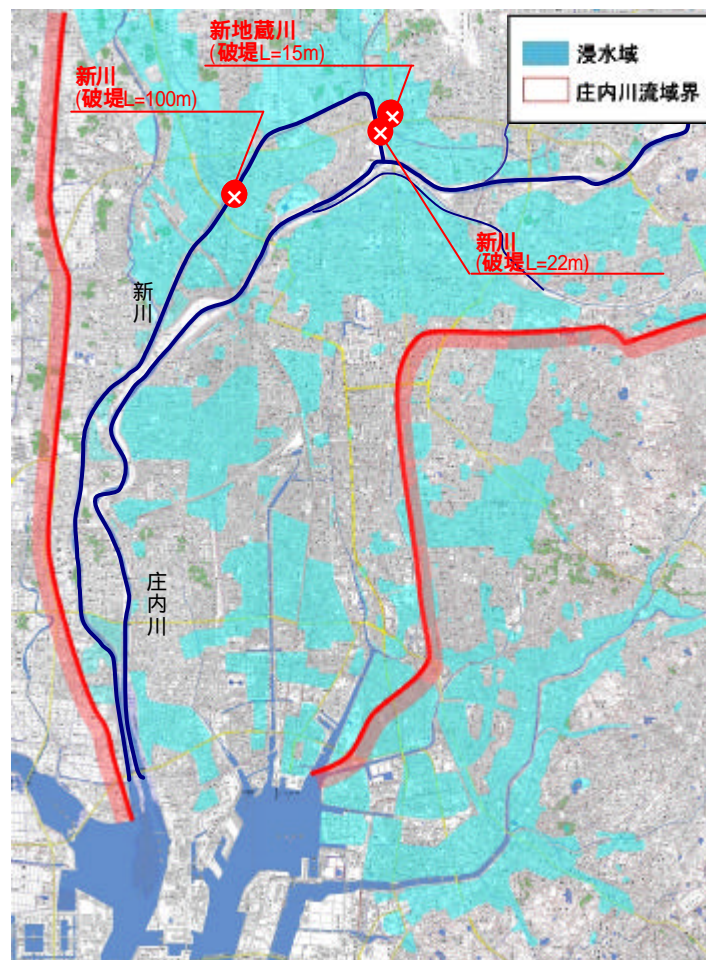 新地蔵川
(破堤L=15m)
新川
(破堤L=100m)
浸水域
庄内川流域界
新川
(破堤L=22m)
新川
庄内川